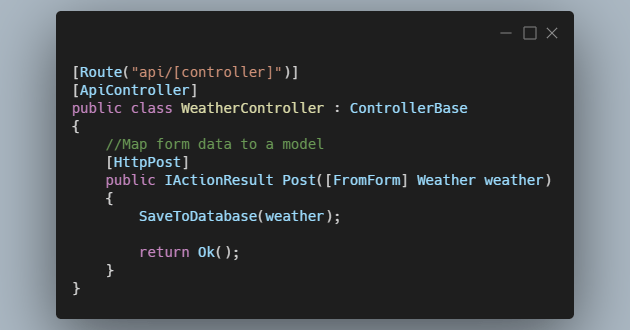 [Route("api/[controller]")]
[ApiController]
public class WeatherController : ControllerBase
{
    //Map form data to a model
    [HttpPost]
    public IActionResult Post([FromForm] Weather weather)
    {
        SaveToDatabase(weather);

        return Ok();
    }
}